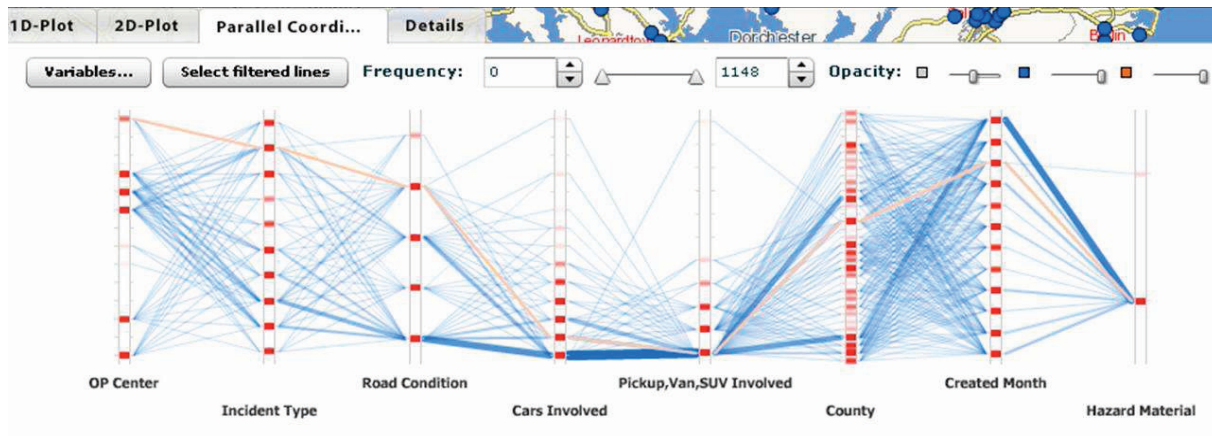 1D-Plot 2D-Plot Parallel Coordi... Details
Leonardtow Dorchester
Variables... Select filtered lines Frequency: 0 1148 Opacity:
OP Center Road Condition Pickup,Van,SUV Involved Created Month
Incident Type Cars Involved County Hazard Material